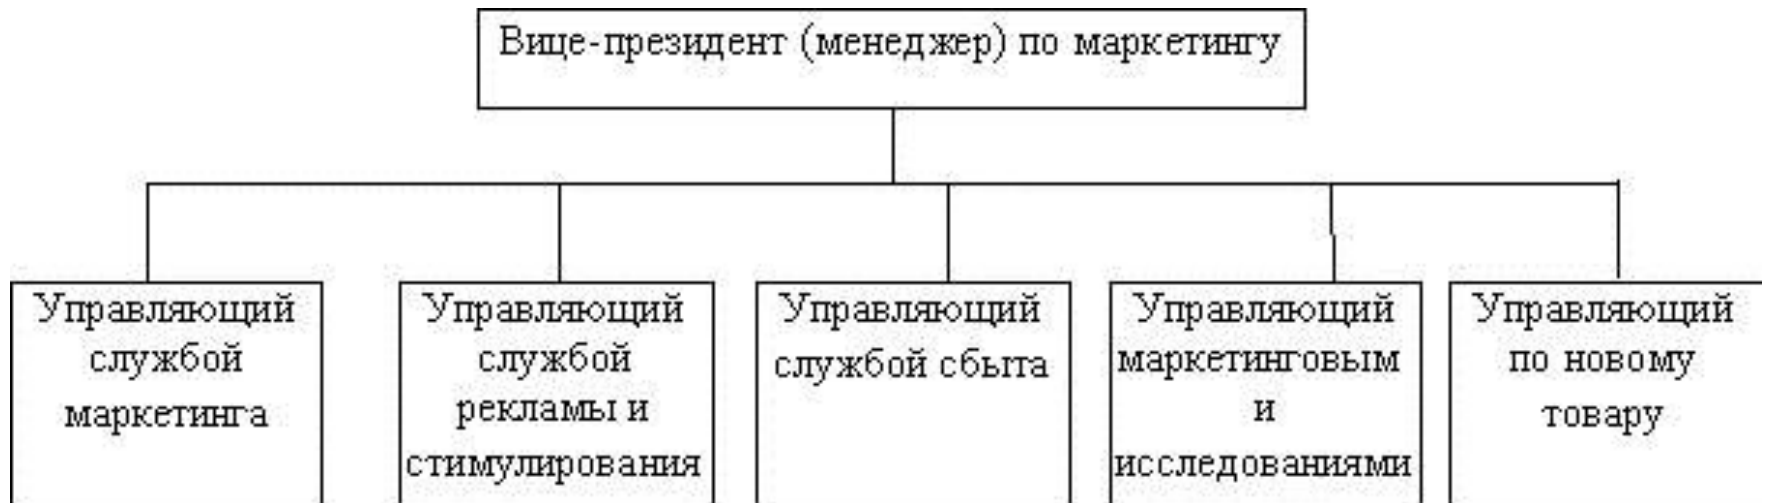 Вице-президент (менеджер) по маркетингу
Управляющий
службой
маркетинга
Управляющий
службой
рекламы и
стимулирования
Управляющий
службой сбыта
Управляющий
маркетинговым
и
исследованиями
Управляющий
по новому
товару